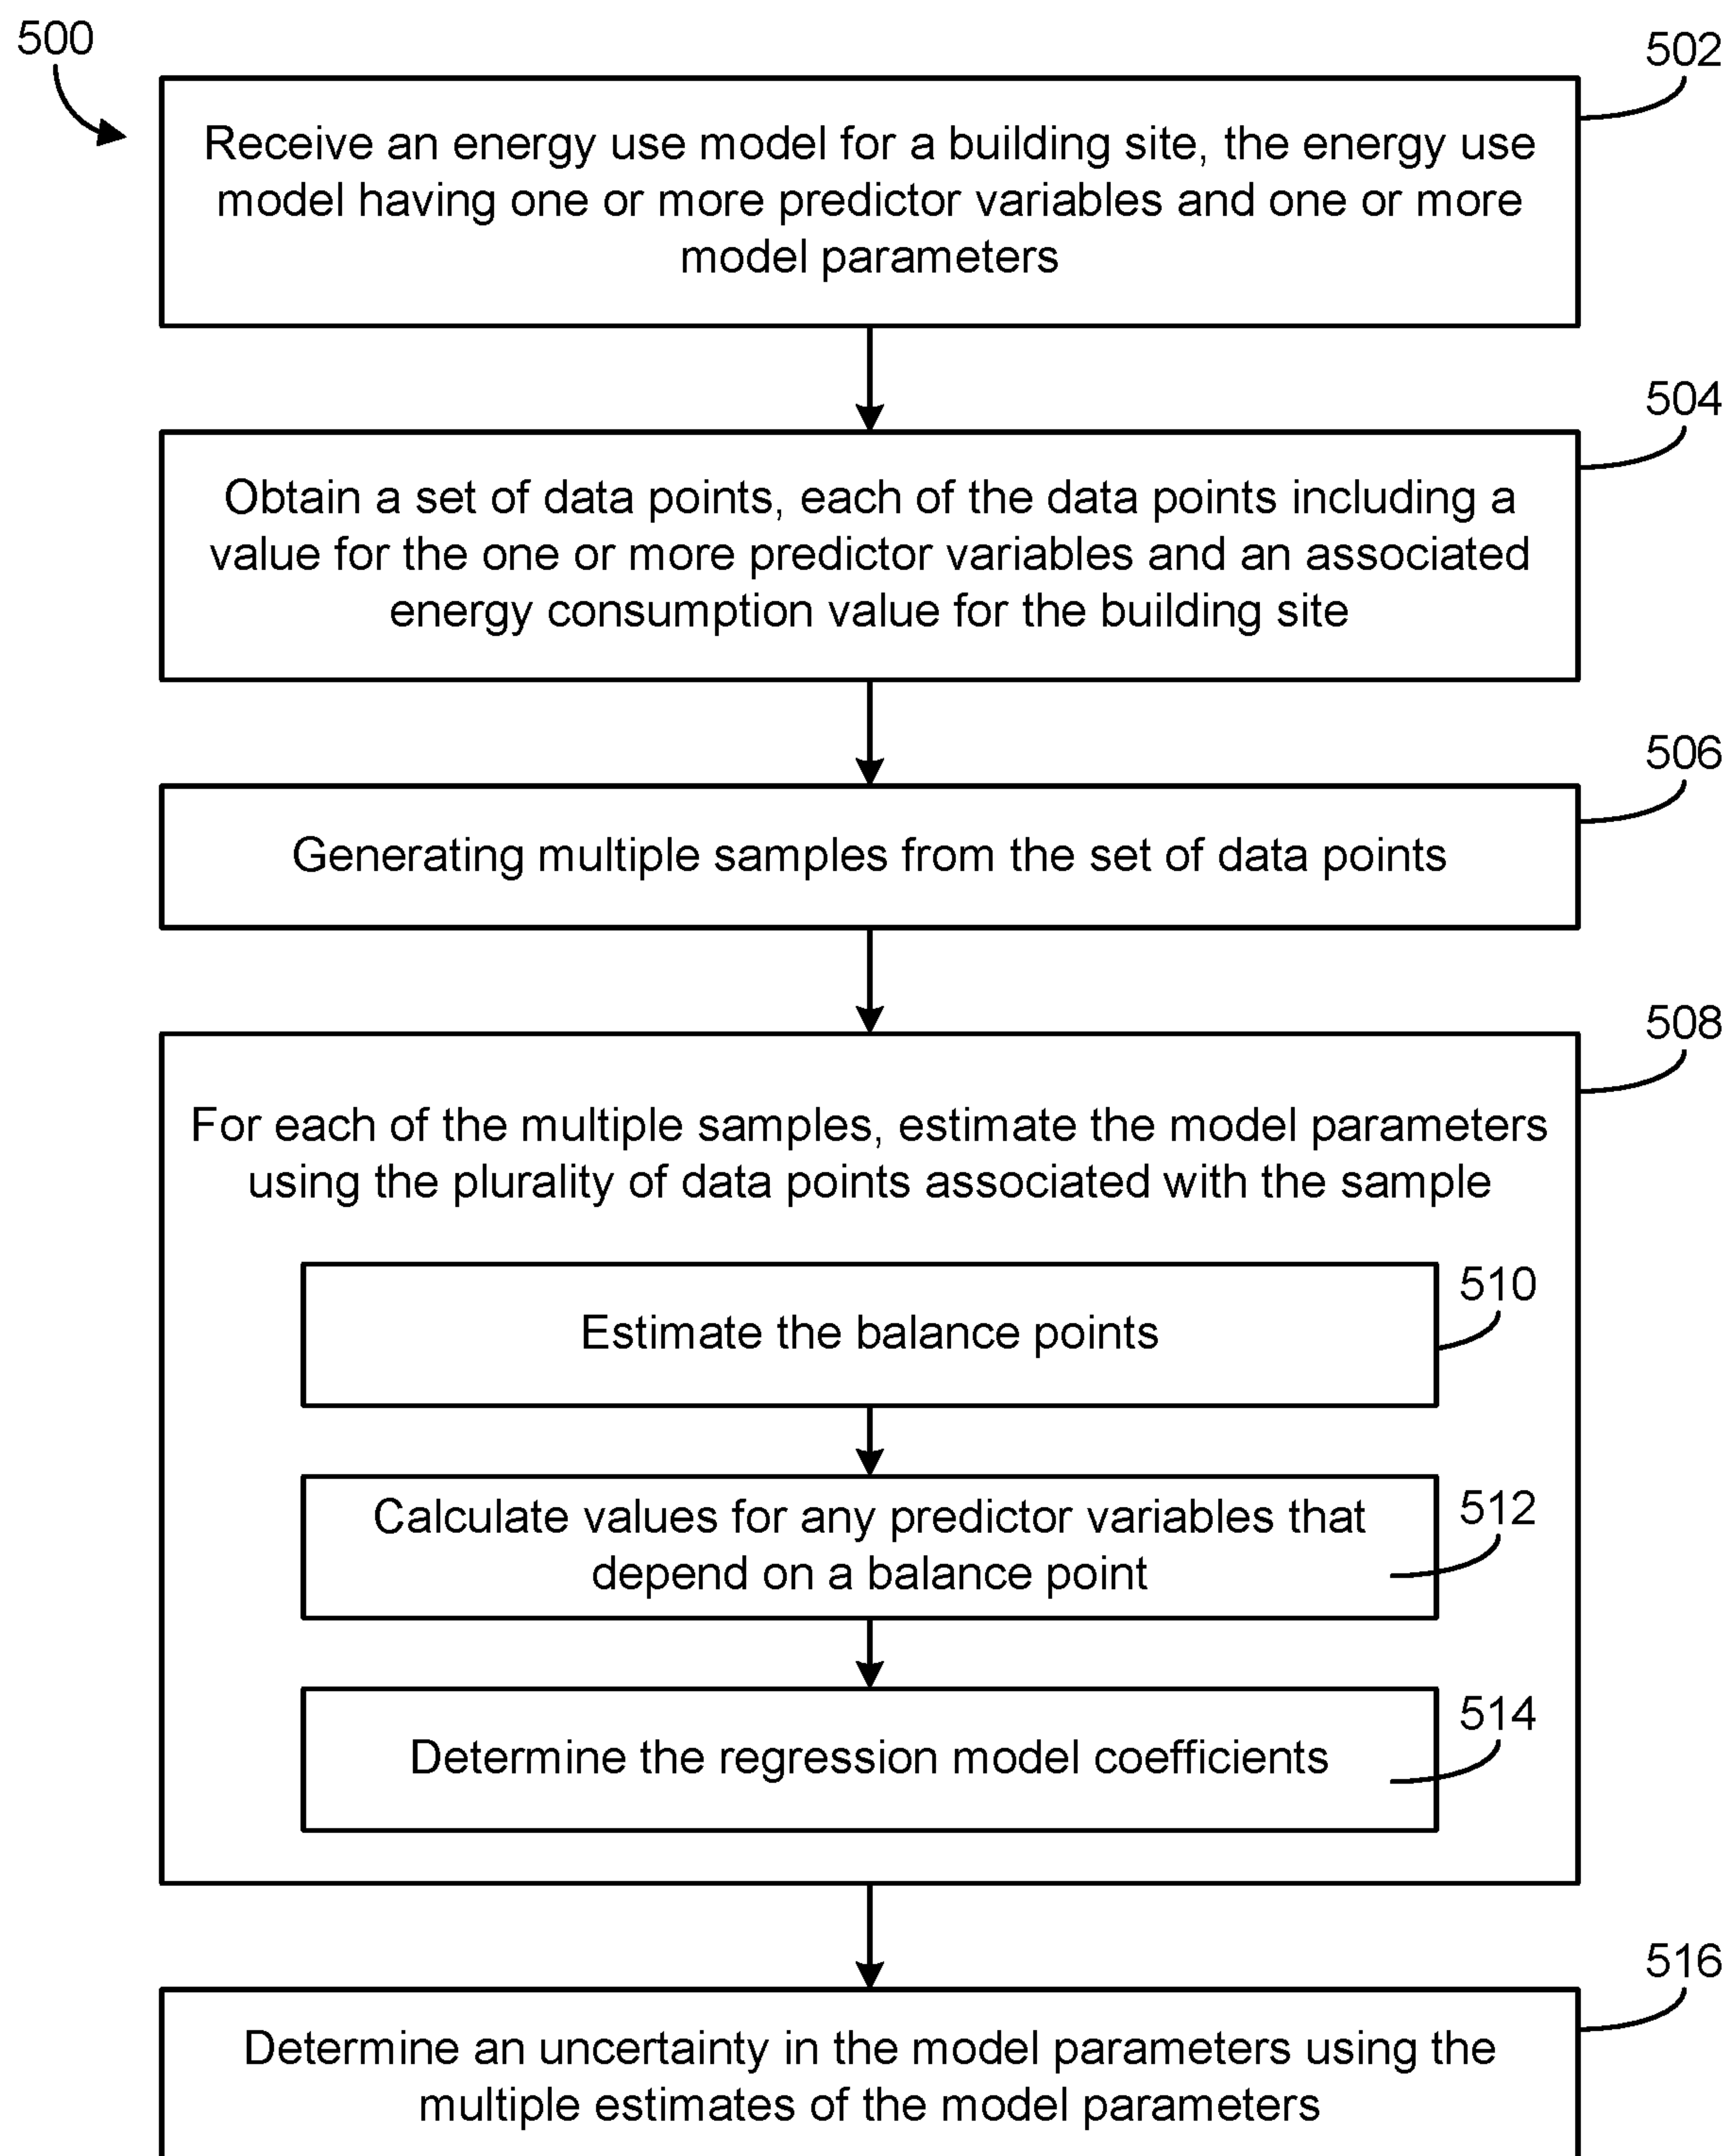 500
502
Receive an energy use model for a building site, the energy use
model having one or more predictor variables and one or more
model parameters
504
Obtain a set of data points, each of the data points including a
value for the one or more predictor variables and an associated
energy consumption value for the building site
506
Generating multiple samples from the set of data points
508
For each of the multiple samples, estimate the model parameters
using the plurality of data points associated with the sample
510
Estimate the balance points
512
Calculate values for any predictor variables that
depend on a balance point
514
Determine the regression model coefficients
516
Determine an uncertainty in the model parameters using the
multiple estimates of the model parameters